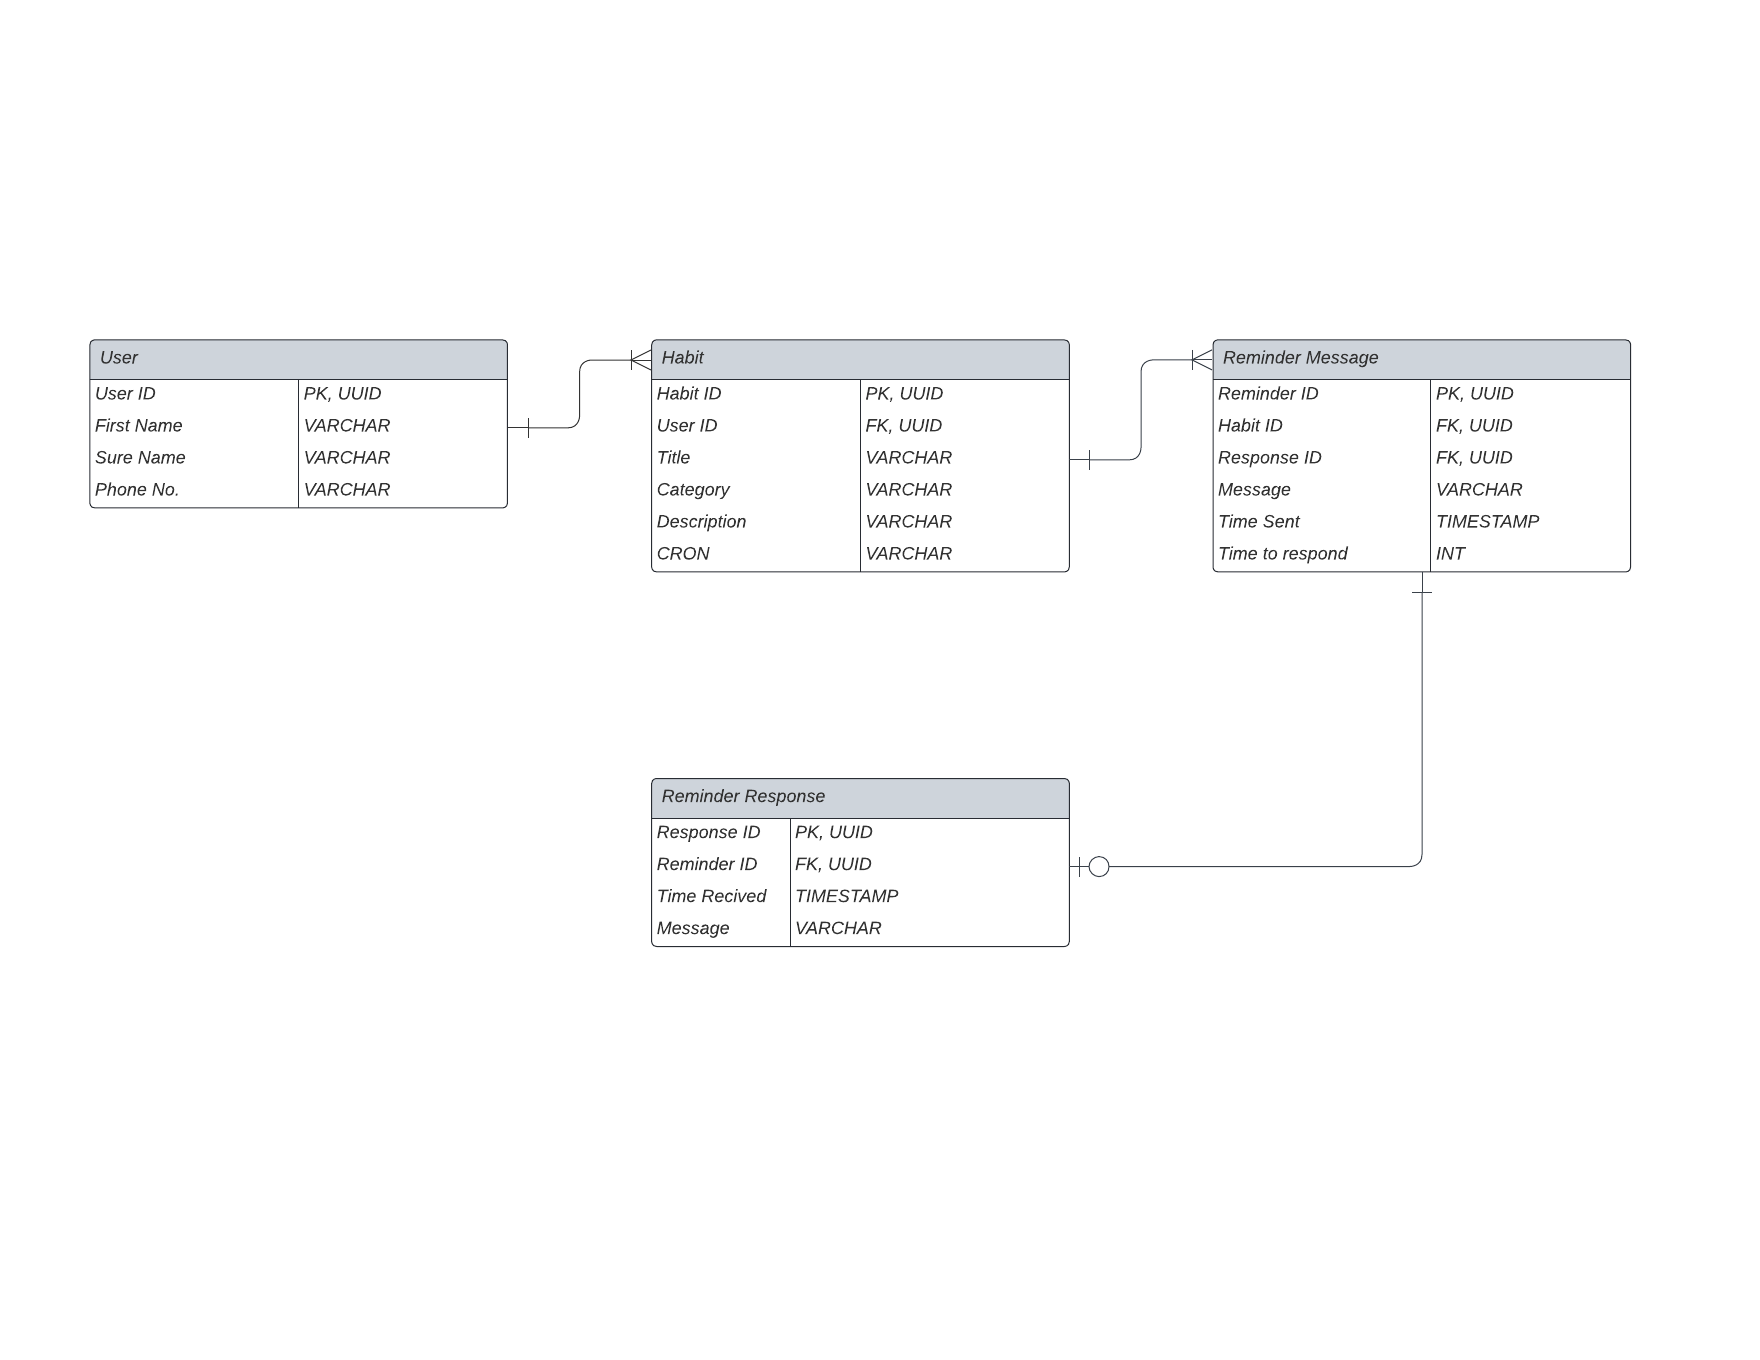 User
User ID PK, UUID
First Name VARCHAR
Sure Name VARCHAR
Phone No. VARCHAR
Habit
Habit ID PK, UUID
User ID FK, UUID
Title VARCHAR
Category VARCHAR
Description VARCHAR
CRON VARCHAR
Reminder Message
Reminder ID PK, UUID
Habit ID FK, UUID
Response ID FK, UUID
Message VARCHAR
Time Sent TIMESTAMP
Time to respond INT
Reminder Response
Response ID PK, UUID
Reminder ID FK, UUID
Time Recived TIMESTAMP
Message VARCHAR